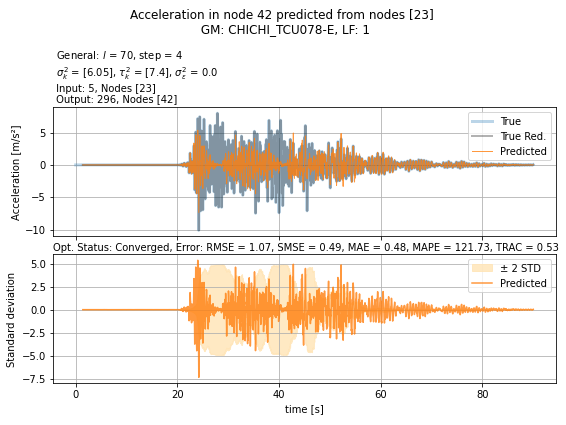 Acceleration in node 42 predicted from nodes [23]
GM: CHICHI_TCU078-E, LF: 1
General: l = 70, step = 4
σ²ₖ = [6.05], τ²ₖ = [7.4], σ²_ε = 0.0
Input: 5, Nodes [23]
Output: 296, Nodes [42]
Acceleration [m/s²]
5
0
−5
−10
True
True Red.
Predicted
Opt. Status: Converged, Error: RMSE = 1.07, SMSE = 0.49, MAE = 0.48, MAPE = 121.73, TRAC = 0.53
Standard deviation
5.0
2.5
0.0
−2.5
−5.0
−7.5
± 2 STD
Predicted
0 20 40 60 80
time [s]